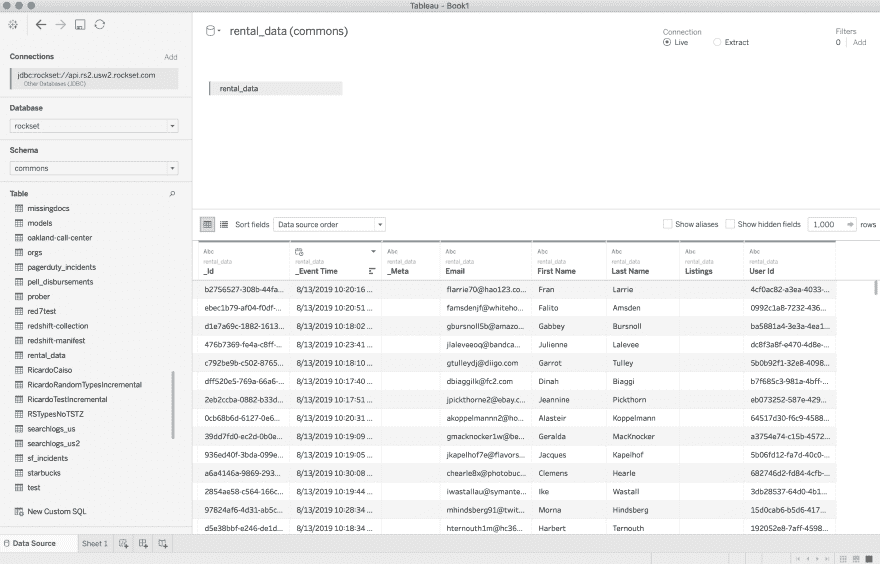 Tableau - Book1
Connections Add
jdbc:rockset://api.rs2.usw2.rockset.com
Other Databases (JDBC)
Database
rockset
Schema
commons
Table
missingdocs
models
oakland-call-center
orgs
pagerduty_incidents
pell_disbursements
prober
red7test
redshift-collection
redshift-manifest
rental_data
RicardoCaiso
RicardoRandomTypesIncremental
RicardoTestIncremental
RSTypesNoTSTZ
searchlogs_us
searchlogs_us2
sf_incidents
starbucks
test
New Custom SQL
rental_data (commons)
Connection
Live Extract
Filters
0 Add
rental_data
Sort fields Data source order Show aliases Show hidden fields 1,000 rows
Abc Abc Abc Abc Abc Abc Abc
rental_data rental_data rental_data rental_data rental_data rental_data rental_data rental_data
_Id _Event Time _Meta Email First Name Last Name Listings User Id
b2756527-308b-44fa... 8/13/2019 10:20:16 ... flarrie70@hao123.co... Fran Larrie 4cf0ac82-a3ea-4033-...
ebec1b79-af04-f0df-... 8/13/2019 10:20:51 ... famsdenjf@whiteho... Falito Amsden 0992c1a8-7232-436...
d1e7a69c-1882-1613... 8/13/2019 10:18:02 ... gbursnoll5b@amazo... Gabbey Bursnoll ba5881a4-3e3a-4ea1...
476b7369-fe4a-c8ff-... 8/13/2019 10:23:41 ... jlaleveeoq@bandca... Julienne Lalevee dc8f3a8f-e470-4d8e-...
c792be9b-c502-8765... 8/13/2019 10:18:10 ... gtulleydj@diigo.com Garrot Tulley 5b0b92f1-32e8-4098...
dff520e5-769a-66a6-... 8/13/2019 10:17:40 ... dbiaggilk@fc2.com Dinah Biaggi b7f685c3-981a-4bff-...
2eb2ccba-0882-b33d... 8/13/2019 10:17:51 ... jpickthorne2@ebay.c... Jeannine Pickthorn eb073252-587e-429...
0cb68b6d-6127-0e6... 8/13/2019 10:20:31 ... akoppelmannn2@ho... Alasteir Koppelmann 64517d30-f6c9-4588...
39dd7fd0-ec2d-0b0e... 8/13/2019 10:19:09 ... gmacknocker1w@be... Geralda MacKnocker a3754e74-c15b-4572...
936ed40f-3bda-099e... 8/13/2019 10:19:05 ... jkapelhof7e@flavors... Jacques Kapelhof 5b06fd12-fa7d-40c0-...
a6a4146a-9869-293... 8/13/2019 10:30:08 ... chearle8x@photobuc... Clemens Hearle 682746d2-fd84-4cfb-...
2854ae58-c564-166c... 8/13/2019 10:19:44 ... iwastallau@symante... Ike Wastall 3db28537-64d0-4b1...
97824af6-4d31-ab5c... 8/13/2019 10:28:34 ... mhindsberg91@twit... Morna Hindsberg 15d0cab6-b5d6-417...
d5e38bbf-e246-de1d... 8/13/2019 10:18:34 ... hternouth1m@hc36... Harbert Ternouth 192052e8-7aff-4598...
Data Source Sheet 1